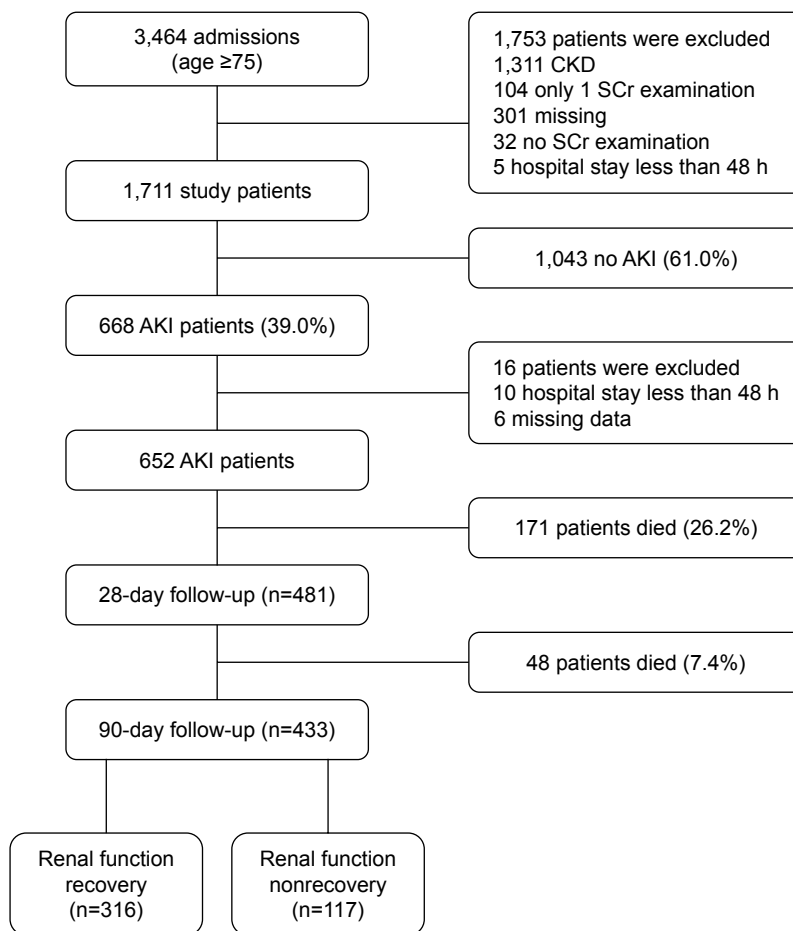 3,464 admissions
(age ≥75)
1,753 patients were excluded
1,311 CKD
104 only 1 SCr examination
301 missing
32 no SCr examination
5 hospital stay less than 48 h
1,711 study patients
1,043 no AKI (61.0%)
668 AKI patients (39.0%)
16 patients were excluded
10 hospital stay less than 48 h
6 missing data
652 AKI patients
171 patients died (26.2%)
28-day follow-up (n=481)
48 patients died (7.4%)
90-day follow-up (n=433)
Renal function
recovery
(n=316)
Renal function
nonrecovery
(n=117)